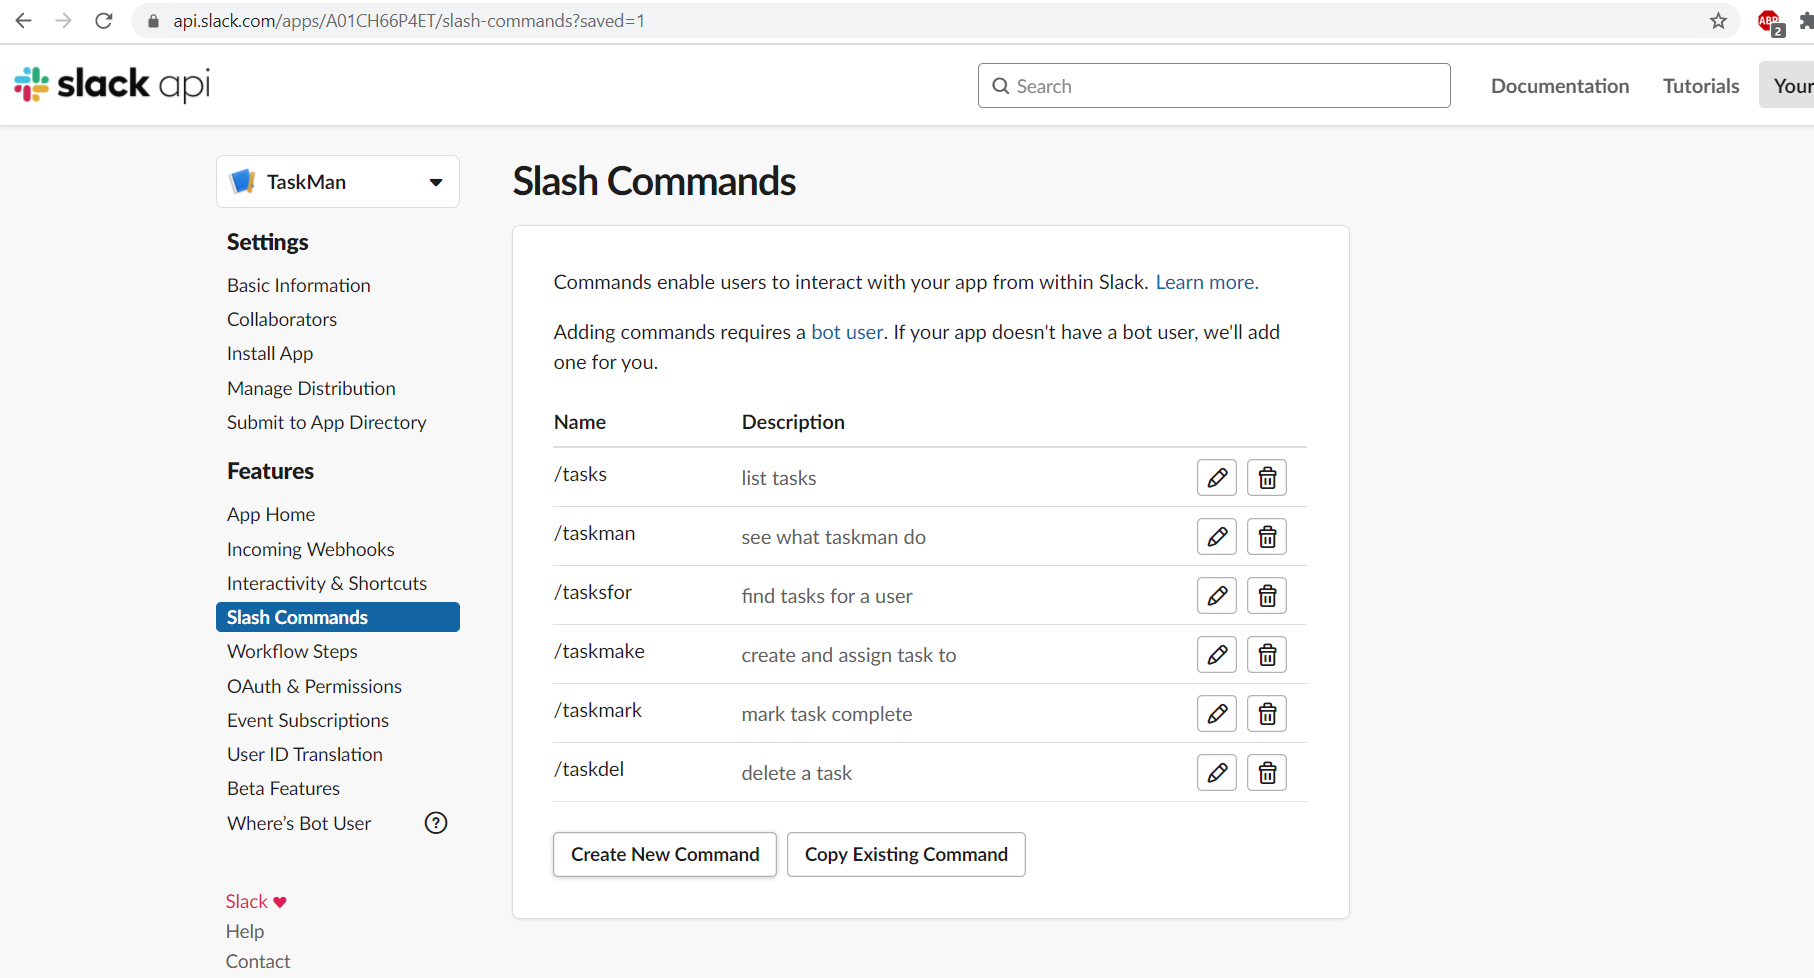 api.slack.com/apps/A01CH66P4ET/slash-commands?saved=1
ABP
2
slack api
Search
Documentation
Tutorials
Your
TaskMan
Settings
Basic Information
Collaborators
Install App
Manage Distribution
Submit to App Directory
Features
App Home
Incoming Webhooks
Interactivity & Shortcuts
Slash Commands
Workflow Steps
OAuth & Permissions
Event Subscriptions
User ID Translation
Beta Features
Where’s Bot User
?
Slack ♥
Help
Contact
Slash Commands
Commands enable users to interact with your app from within Slack. Learn more.
Adding commands requires a bot user. If your app doesn't have a bot user, we'll add
one for you.
Name Description
/tasks list tasks
/taskman see what taskman do
/tasksfor find tasks for a user
/taskmake create and assign task to
/taskmark mark task complete
/taskdel delete a task
Create New Command Copy Existing Command